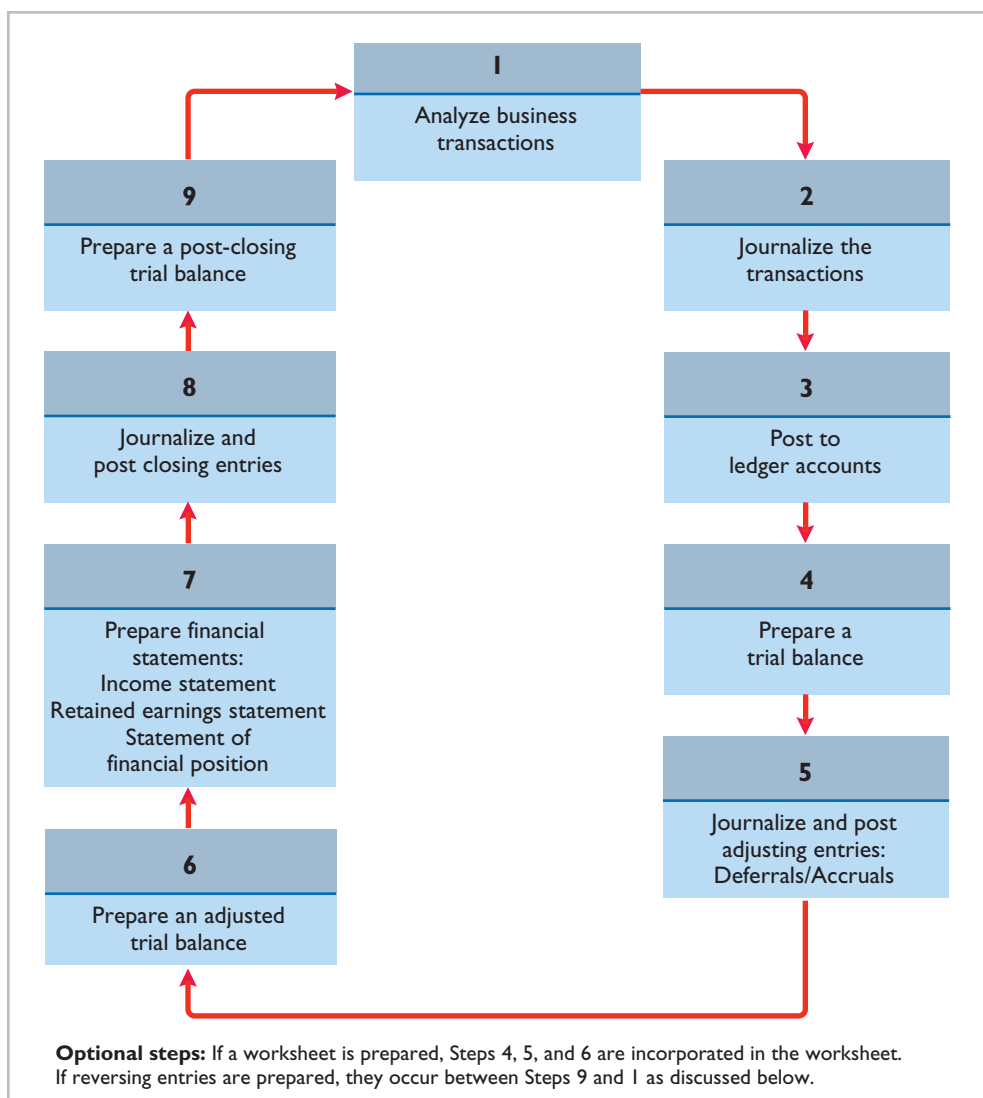 1
Analyze business
transactions
2
Journalize the
transactions
3
Post to
ledger accounts
4
Prepare a
trial balance
5
Journalize and post
adjusting entries:
Deferrals/Accruals
6
Prepare an adjusted
trial balance
7
Prepare financial
statements:
Income statement
Retained earnings statement
Statement of
financial position
8
Journalize and
post closing entries
9
Prepare a post-closing
trial balance
Optional steps: If a worksheet is prepared, Steps 4, 5, and 6 are incorporated in the worksheet.
If reversing entries are prepared, they occur between Steps 9 and 1 as discussed below.